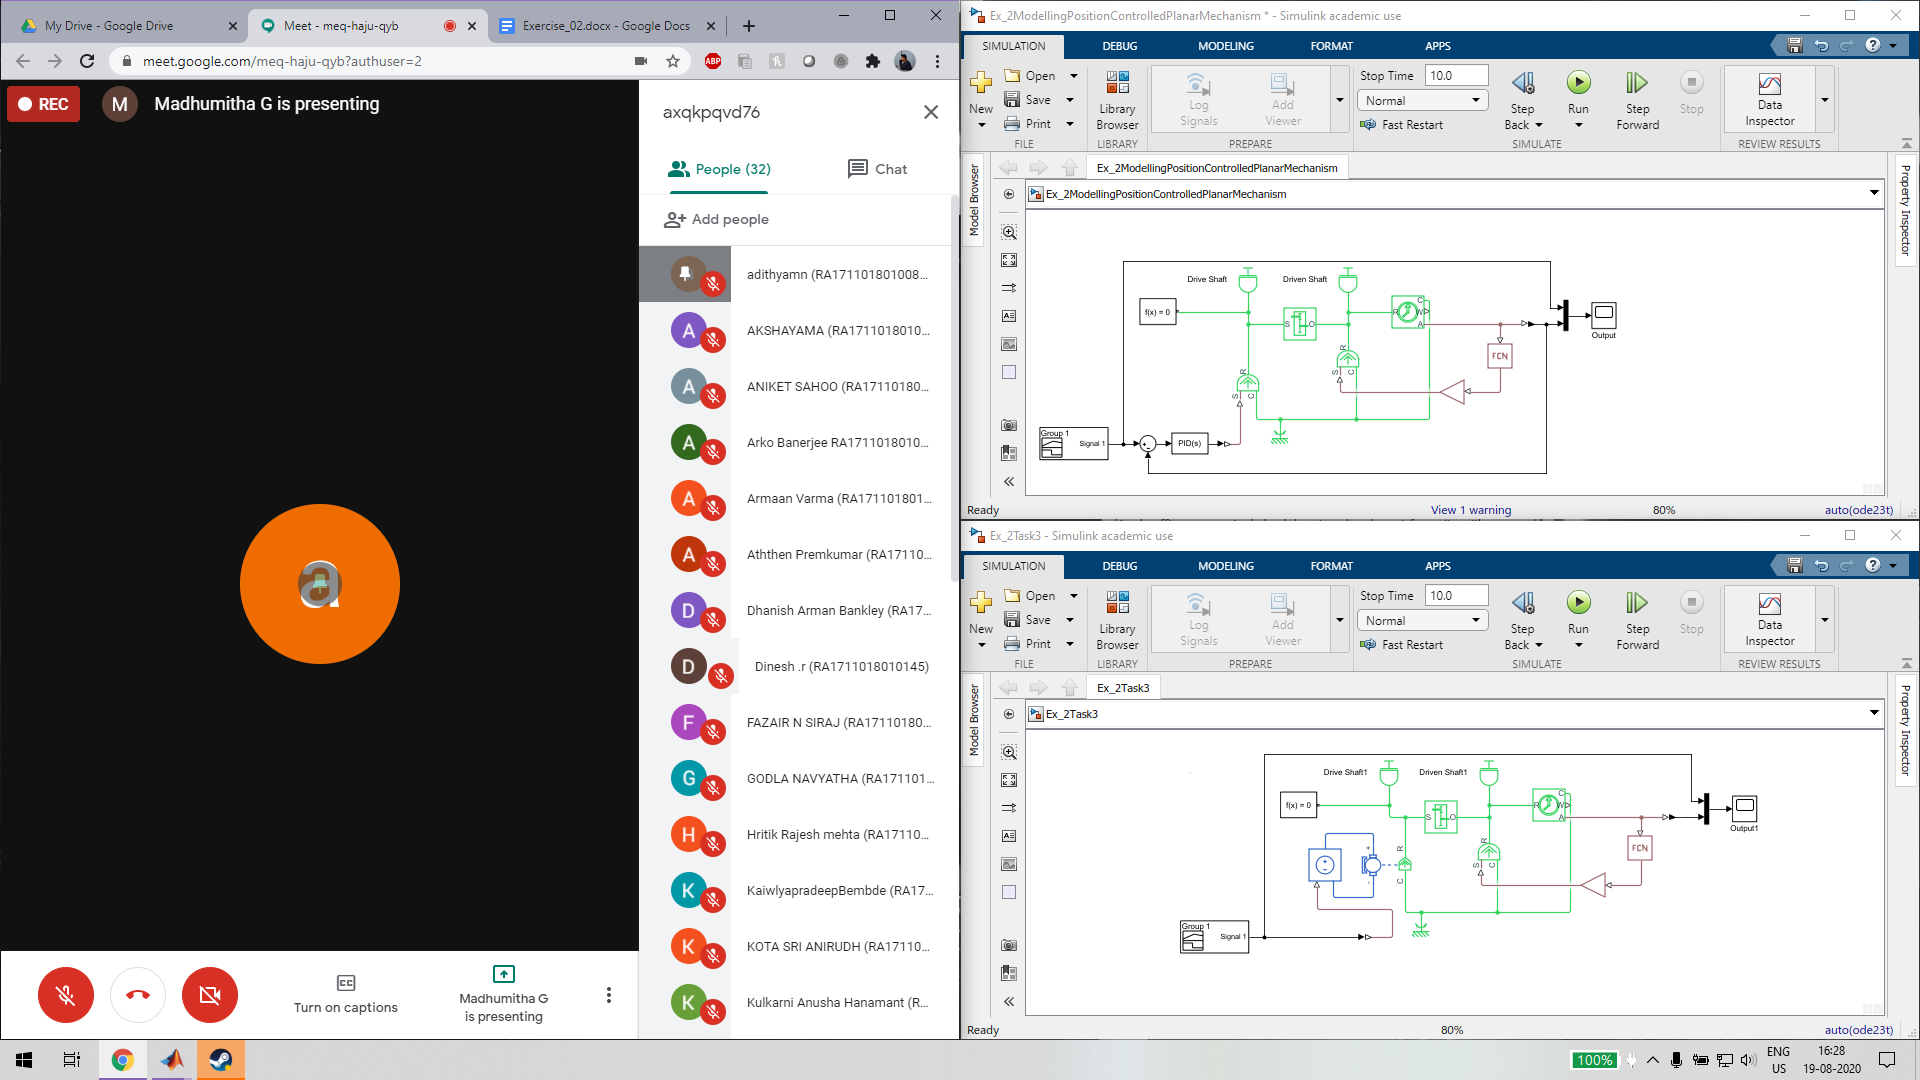 My Drive - Google Drive
Meet - meq-haju-qyb
Exercise_02.docx - Google Docs
meet.google.com/meq-haju-qyb?authuser=2
ABP
REC
M
Madhumitha G is presenting
axqkpqvd76
People (32)
Chat
Add people
adithyamn (RA171101801008...
A
AKSHAYAMA (RA1711018010...
A
ANIKET SAHOO (RA17110180...
A
Arko Banerjee RA1711018010...
A
Armaan Varma (RA171101801...
A
Aththen Premkumar (RA17110...
D
Dhanish Arman Bankley (RA17...
D
Dinesh .r (RA1711018010145)
F
FAZAIR N SIRAJ (RA17110180...
G
GODLA NAVYATHA (RA171101...
H
Hritik Rajesh mehta (RA17110...
K
KaiwlyapradeepBembde (RA17...
K
KOTA SRI ANIRUDH (RA17110...
K
Kulkarni Anusha Hanamant (R...
a
Turn on captions
Madhumitha G
is presenting
Ex_2ModellingPositionControlledPlanarMechanism * - Simulink academic use
SIMULATION
DEBUG
MODELING
FORMAT
APPS
New
Open
Save
Print
FILE
Library
Browser
LIBRARY
Log
Signals
Add
Viewer
PREPARE
Stop Time 10.0
Normal
Fast Restart
Step
Back
Run
Step
Forward
Stop
SIMULATE
Data
Inspector
REVIEW RESULTS
Model Browser
Property Inspector
Ex_2ModellingPositionControlledPlanarMechanism
Ex_2ModellingPositionControlledPlanarMechanism
Drive Shaft
Driven Shaft
f(x) = 0
S
O
R
C
W
A
Output
FCN
R
S
C
R
S
C
Group 1
Signal 1
PID(s)
Ready
View 1 warning
80%
auto(ode23t)
Ex_2Task3 - Simulink academic use
SIMULATION
DEBUG
MODELING
FORMAT
APPS
New
Open
Save
Print
FILE
Library
Browser
LIBRARY
Log
Signals
Add
Viewer
PREPARE
Stop Time 10.0
Normal
Fast Restart
Step
Back
Run
Step
Forward
Stop
SIMULATE
Data
Inspector
REVIEW RESULTS
Model Browser
Property Inspector
Ex_2Task3
Ex_2Task3
Drive Shaft1
Driven Shaft1
f(x) = 0
S
O
R
C
W
A
Output1
FCN
R
C
R
S
C
Group 1
Signal 1
Ready
80%
auto(ode23t)
100%
ENG
US
16:28
19-08-2020